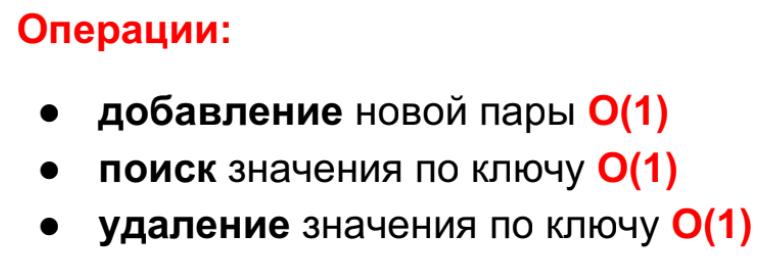 Операции:
● добавление новой пары O(1)
● поиск значения по ключу O(1)
● удаление значения по ключу O(1)